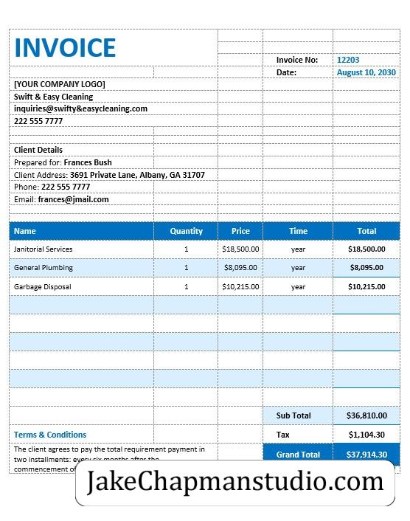 INVOICE
Invoice No: 12203
Date: August 10, 2030
[YOUR COMPANY LOGO]
Swift & Easy Cleaning
inquiries@swifty&easycleaning.com
222 555 7777
Client Details
Prepared for: Frances Bush
Client Address: 3691 Private Lane, Albany, GA 31707
Phone: 222 555 7777
Email: frances@jmail.com
Name Quantity Price Time Total
Janitorial Services 1 $18,500.00 year $18,500.00
General Plumbing 1 $8,095.00 year $8,095.00
Garbage Disposal 1 $10,215.00 year $10,215.00
Sub Total $36,810.00
Terms & Conditions Tax $1,104.30
The client agrees to pay the total requirement payment in
two installments: every six months after the Grand Total $37,914.30
commencement of
JakeChapmanstudio.com